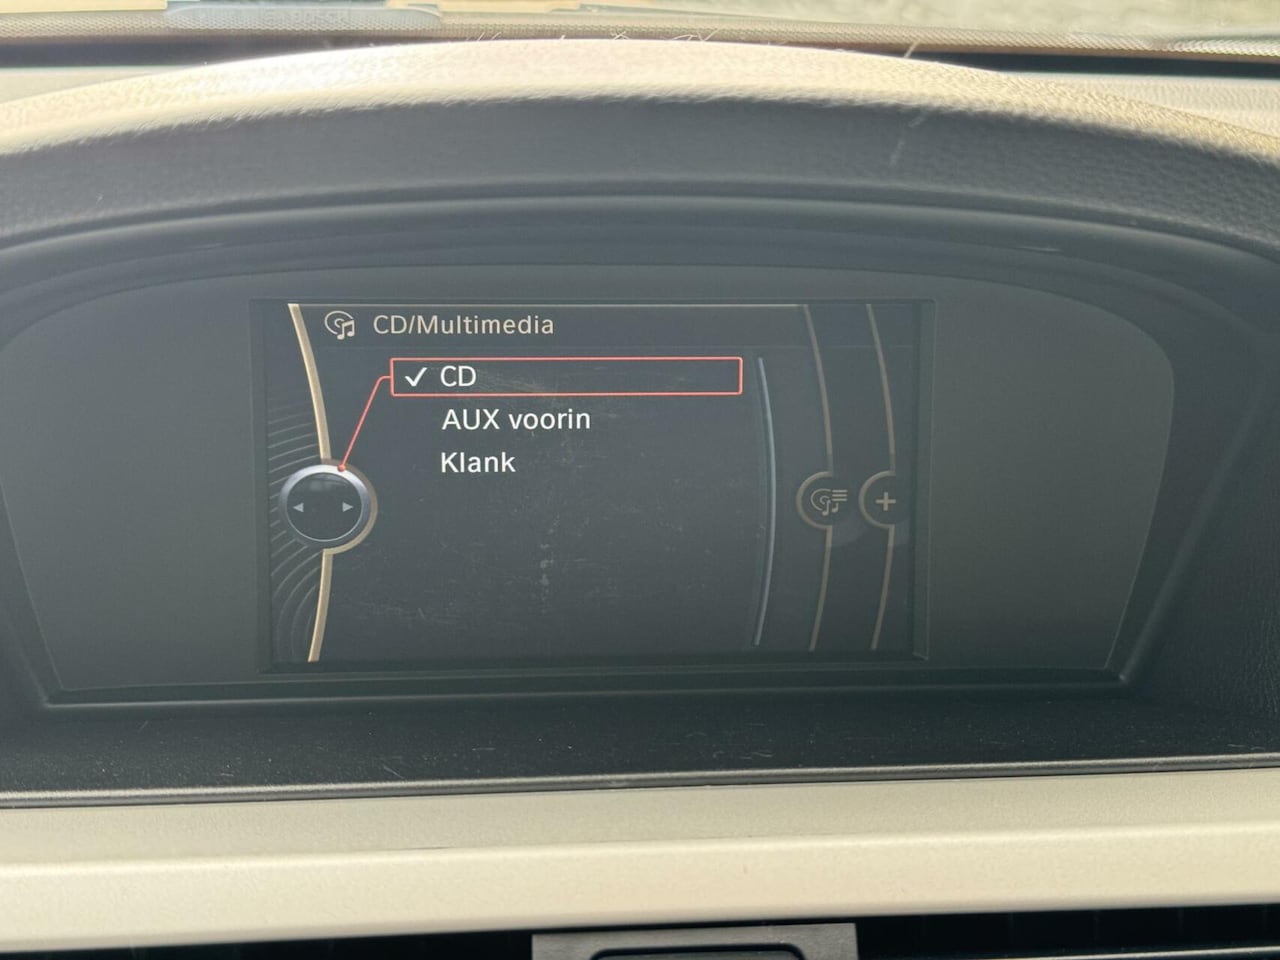 CD/Multimedia
✓ CD
AUX voorin
Klank